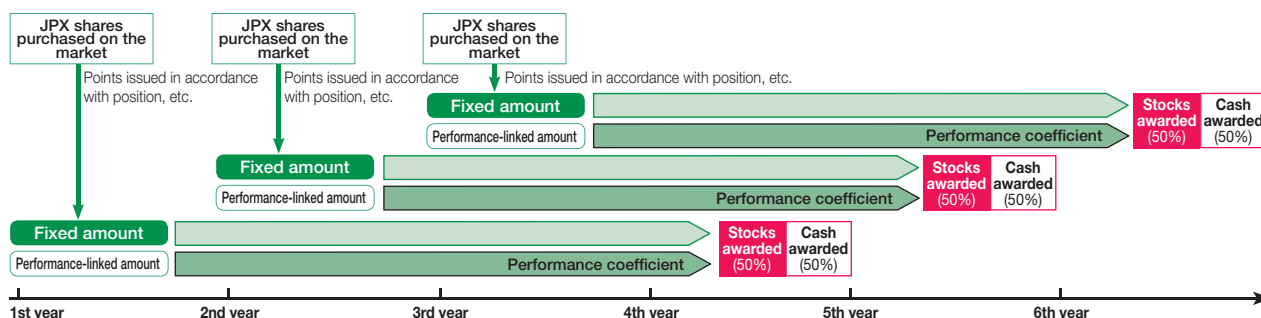 JPX shares
purchased on the
market
JPX shares
purchased on the
market
JPX shares
purchased on the
market
Points issued in accordance
with position, etc.
Points issued in accordance
with position, etc.
Points issued in accordance with position, etc.
Fixed amount
Performance-linked amount
Performance coefficient
Stocks
awarded
(50%)
Cash
awarded
(50%)
Fixed amount
Performance-linked amount
Performance coefficient
Stocks
awarded
(50%)
Cash
awarded
(50%)
Fixed amount
Performance-linked amount
Performance coefficient
Stocks
awarded
(50%)
Cash
awarded
(50%)
1st year
2nd year
3rd year
4th year
5th year
6th year